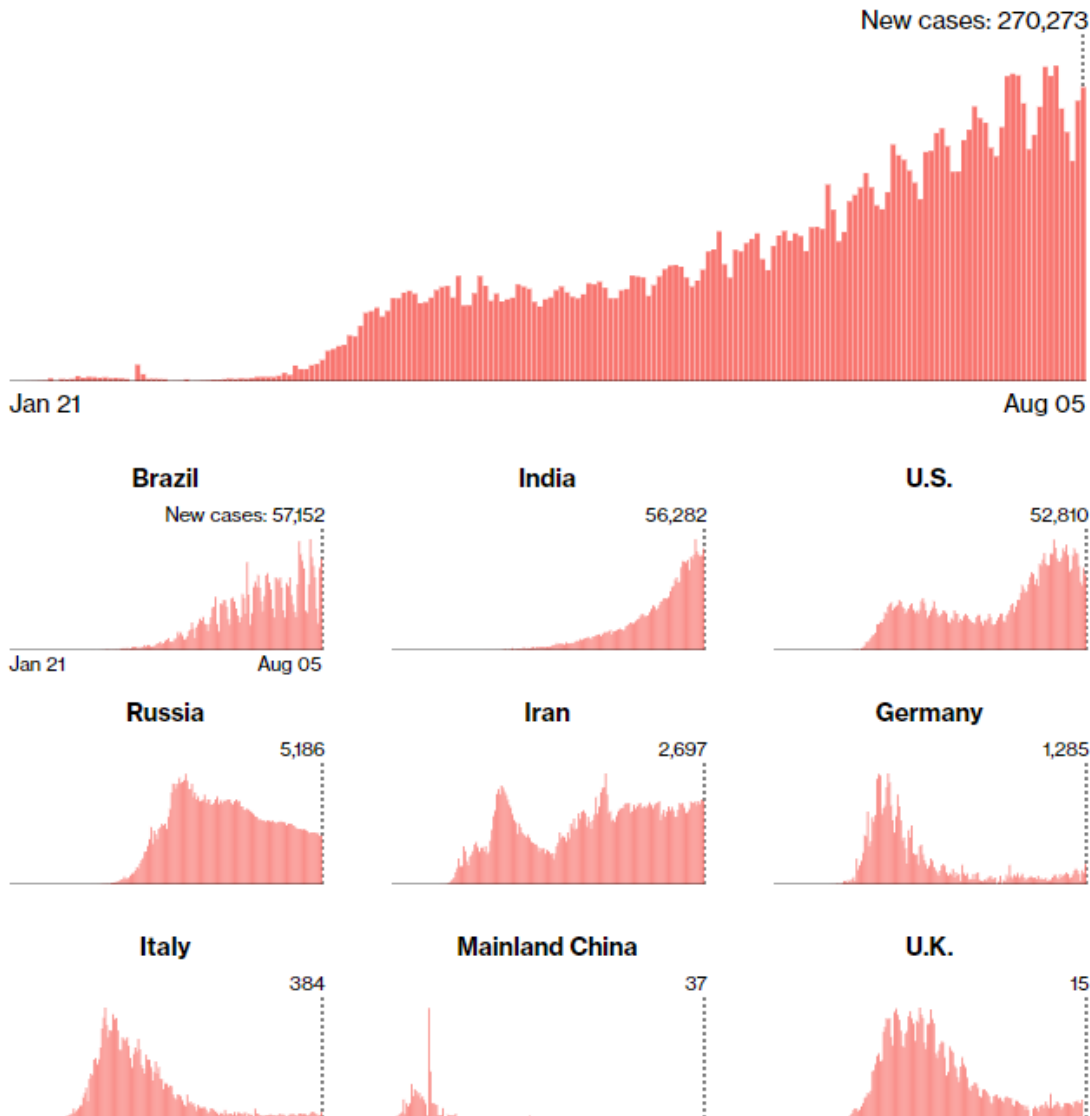 New cases: 270,273
Jan 21 Aug 05
Brazil India U.S.
New cases: 57,152 56,282 52,810
Jan 21 Aug 05
Russia Iran Germany
5,186 2,697 1,285
Italy Mainland China U.K.
384 37 15